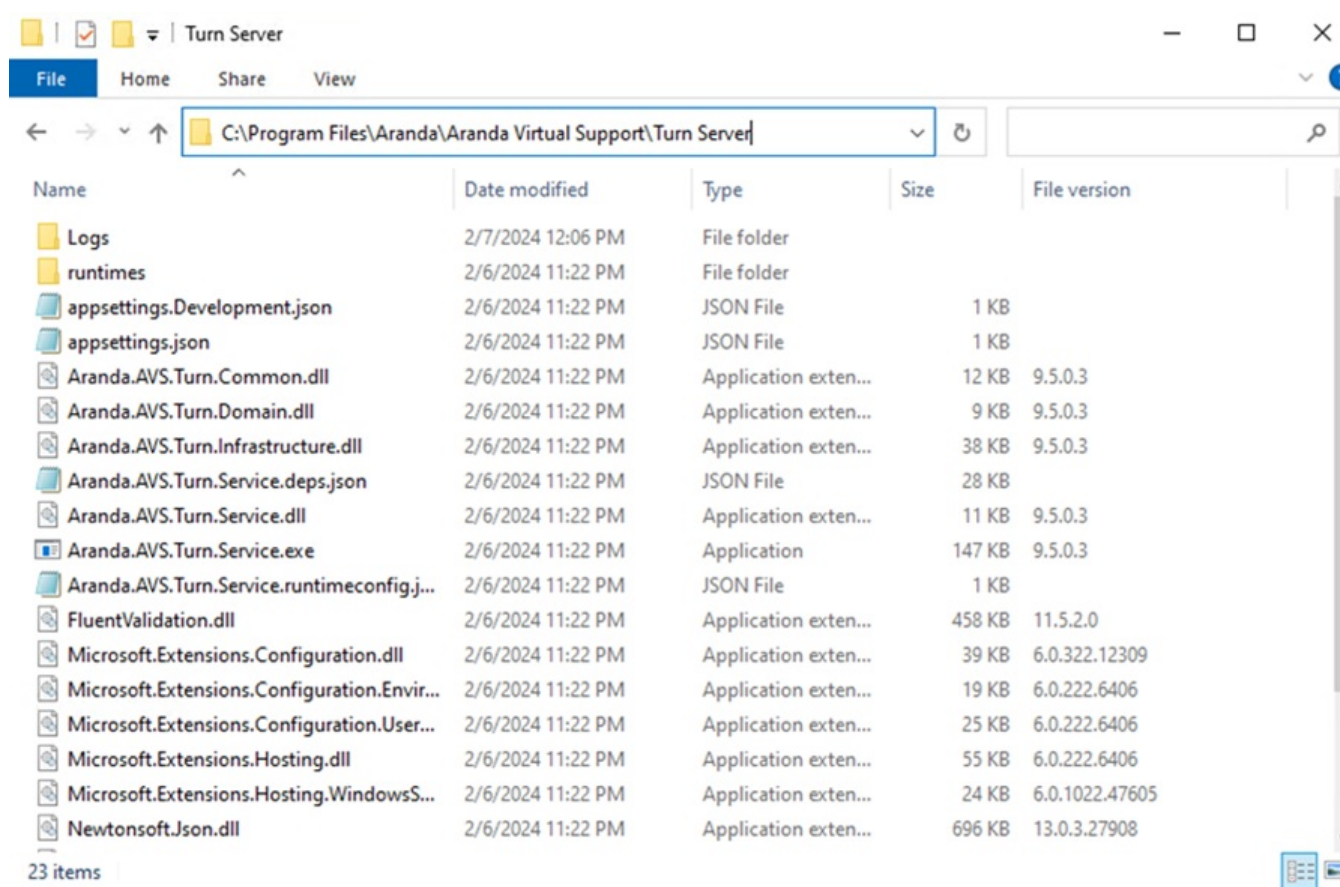 Turn Server
File Home Share View
C:\Program Files\Aranda\Aranda Virtual Support\Turn Server
Name Date modified Type Size File version
Logs 2/7/2024 12:06 PM File folder
runtimes 2/6/2024 11:22 PM File folder
appsettings.Development.json 2/6/2024 11:22 PM JSON File 1 KB
appsettings.json 2/6/2024 11:22 PM JSON File 1 KB
Aranda.AVS.Turn.Common.dll 2/6/2024 11:22 PM Application exten... 12 KB 9.5.0.3
Aranda.AVS.Turn.Domain.dll 2/6/2024 11:22 PM Application exten... 9 KB 9.5.0.3
Aranda.AVS.Turn.Infrastructure.dll 2/6/2024 11:22 PM Application exten... 38 KB 9.5.0.3
Aranda.AVS.Turn.Service.deps.json 2/6/2024 11:22 PM JSON File 28 KB
Aranda.AVS.Turn.Service.dll 2/6/2024 11:22 PM Application exten... 11 KB 9.5.0.3
Aranda.AVS.Turn.Service.exe 2/6/2024 11:22 PM Application 147 KB 9.5.0.3
Aranda.AVS.Turn.Service.runtimeconfig.j... 2/6/2024 11:22 PM JSON File 1 KB
FluentValidation.dll 2/6/2024 11:22 PM Application exten... 458 KB 11.5.2.0
Microsoft.Extensions.Configuration.dll 2/6/2024 11:22 PM Application exten... 39 KB 6.0.322.12309
Microsoft.Extensions.Configuration.Envir... 2/6/2024 11:22 PM Application exten... 19 KB 6.0.222.6406
Microsoft.Extensions.Configuration.User... 2/6/2024 11:22 PM Application exten... 25 KB 6.0.222.6406
Microsoft.Extensions.Hosting.dll 2/6/2024 11:22 PM Application exten... 55 KB 6.0.222.6406
Microsoft.Extensions.Hosting.WindowsS... 2/6/2024 11:22 PM Application exten... 24 KB 6.0.1022.47605
Newtonsoft.Json.dll 2/6/2024 11:22 PM Application exten... 696 KB 13.0.3.27908
23 items